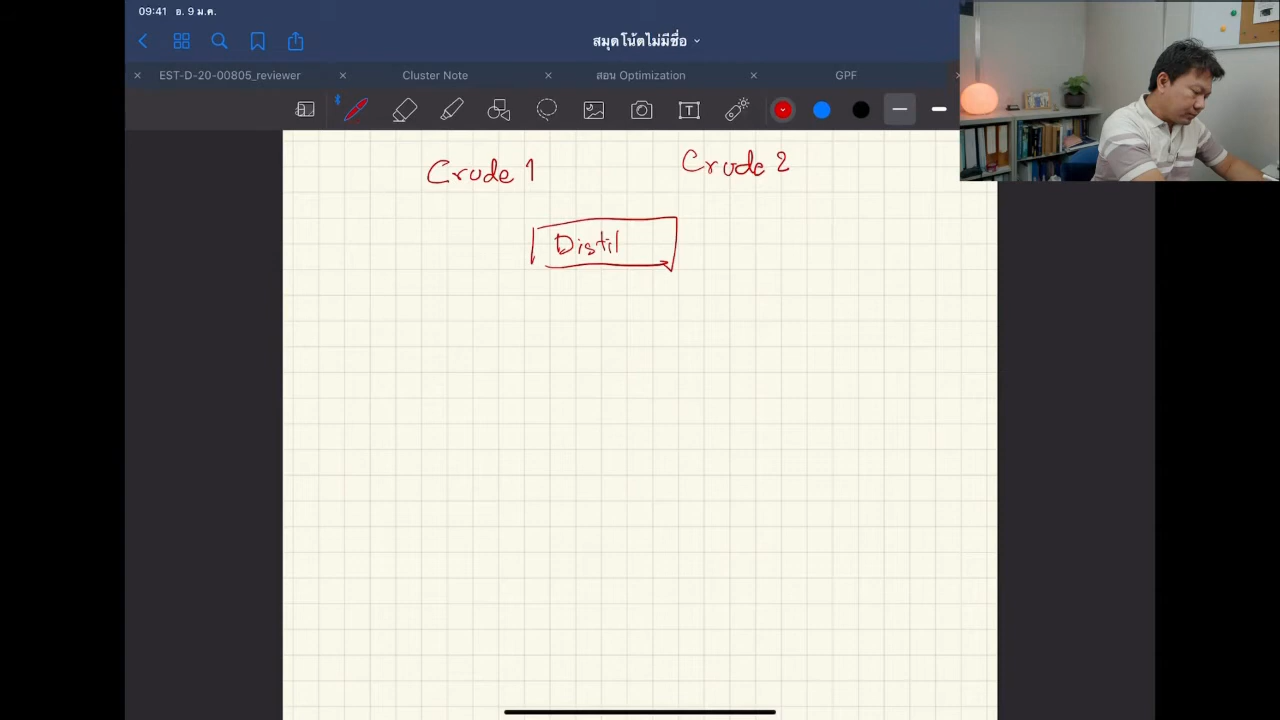 09:41 อ. 9 ม.ค.
สมุดโน้ตไม่มีชื่อ
EST-D-20-00805_reviewer
Cluster Note
สอน Optimization
GPF
T
Crude 1
Crude 2
Distil